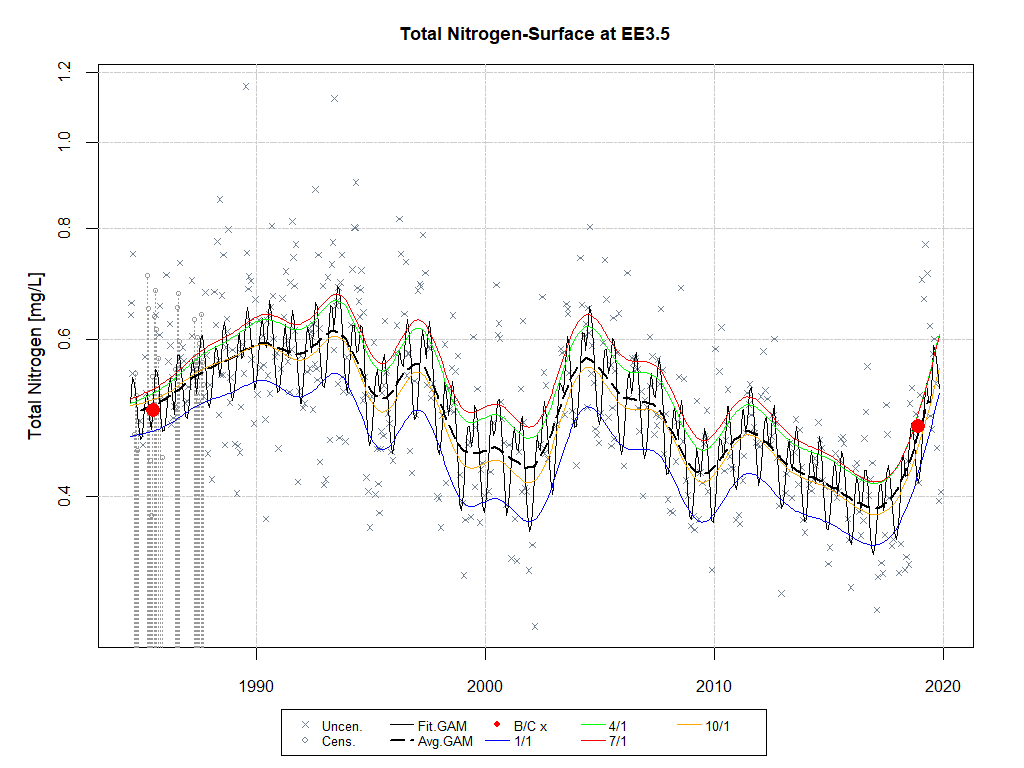 Total Nitrogen-Surface at EE3.5
Total Nitrogen [mg/L]
1.2
1.0
0.8
0.6
0.4
1990 2000 2010 2020
Uncen. Fit.GAM B/C x 4/1 10/1
Cens. Avg.GAM 1/1 7/1